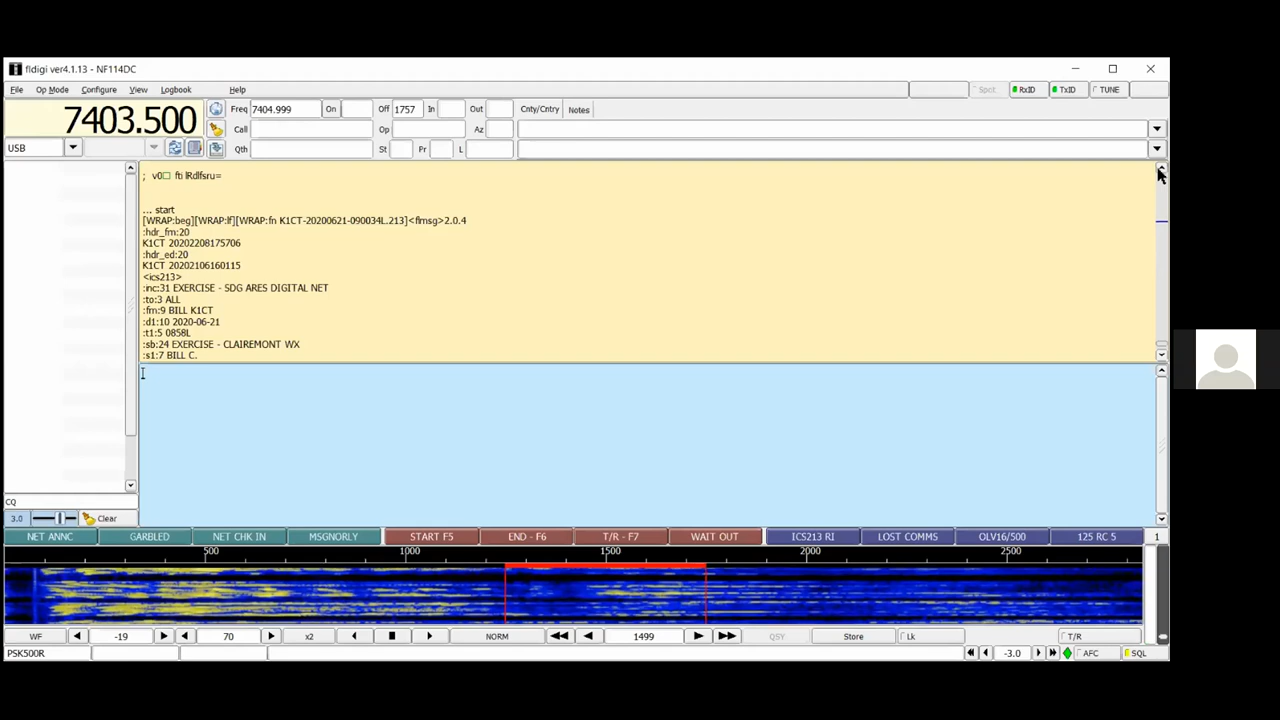 fldigi ver4.1.13 - NF114DC
File Op Mode Configure View Logbook Help
Spot RxID TxID TUNE
7403.500
Freq 7404.999 On Off 1757 In Out Cnty/Cntry Notes
Call Op Az
USB
Qth St Pr L
... start
[WRAP:beg][WRAP:lf][WRAP:fn K1CT-20200621-090034L.213]<flmsg>2.0.4
:hdr_fm:20
K1CT 20202208175706
:hdr_ed:20
K1CT 20202106160115
<ics213>
:inc:31 EXERCISE - SDG ARES DIGITAL NET
:to:3 ALL
:fm:9 BILL K1CT
:d1:10 2020-06-21
:t1:5 0858L
:sb:24 EXERCISE - CLAIREMONT WX
:s1:7 BILL C.
CQ
3.0 Clear
NET ANNC GARBLED NET CHK IN MSGNORLY START F5 END - F6 T/R - F7 WAIT OUT ICS213 RI LOST COMMS OLV16/500 125 RC 5 1
500 1000 1500 2000 2500
WF -19 70 x2 NORM 1499 QSY Store Lk T/R
PSK500R -3.0 AFC SQL